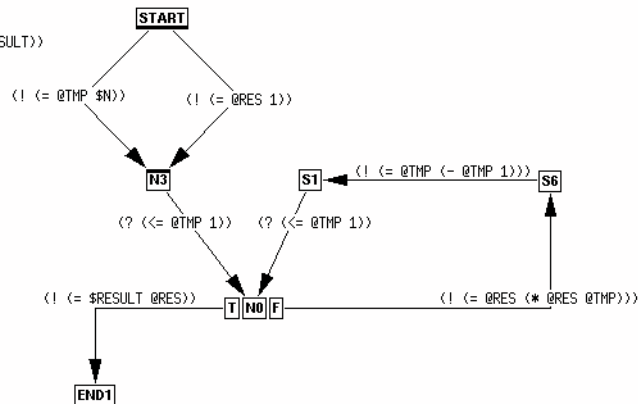 START
SULT))
(! (= @TMP $N)) (! (= @RES 1))
N3 S1 (! (= @TMP (- @TMP 1))) S6
(? (<= @TMP 1)) (? (<= @TMP 1))
(! (= $RESULT @RES)) T N0 F (! (= @RES (* @RES @TMP)))
END1